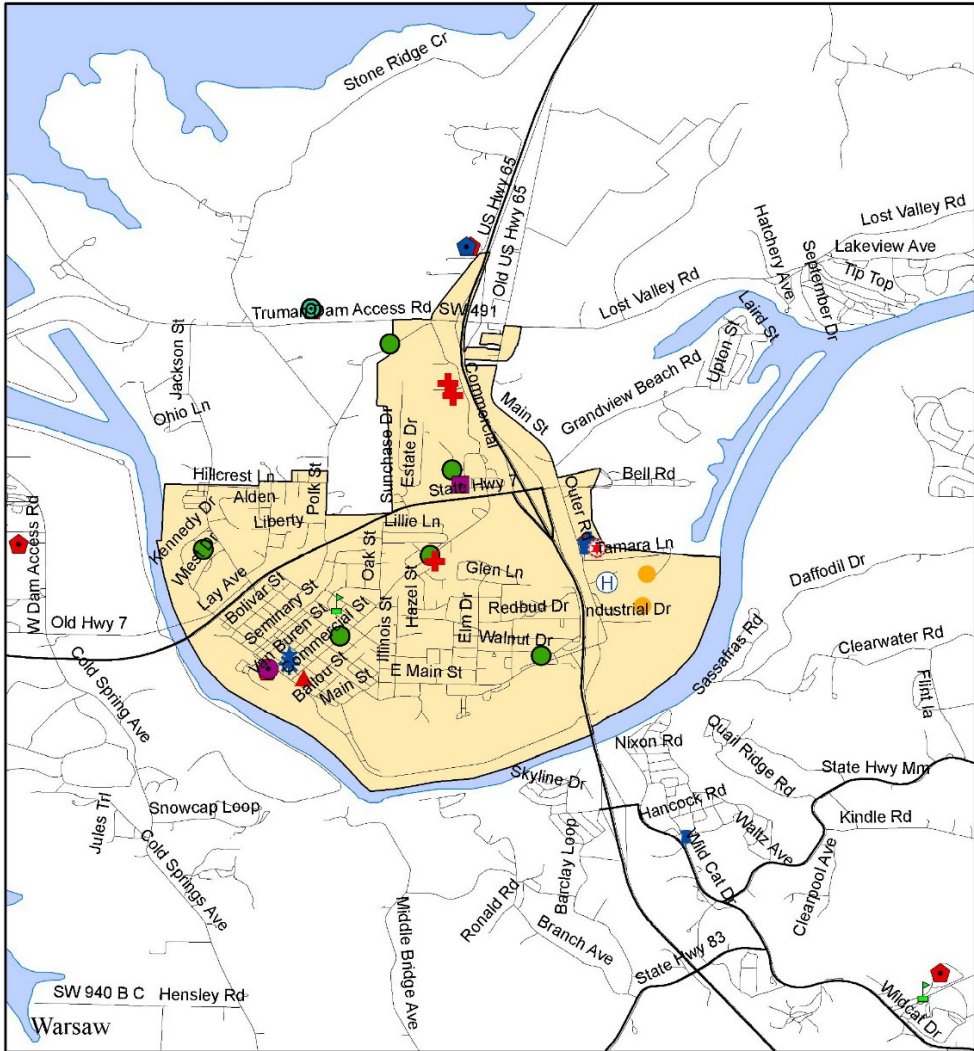 Stone Ridge Cr
US Hwy 65
Old US Hwy 65
Lost Valley Rd
Hatchery Ave
September Dr
Lakeview Ave
Tip Top
Lost Valley Rd
Laird St
Upton St
Truman Dam Access Rd
SW 491
Jackson St
Commercial
Grandview Beach Rd
Main St
Ohio Ln
Sunchase Dr
Estate Dr
Hillcrest Ln
Polk St
State Hwy 7
Bell Rd
Alden
Outer Rd
Kennedy Dr
Liberty
Lillie Ln
W Dam Access Rd
Wiest Dr
Oak St
Tamara Ln
Lay Ave
Hazel St
Glen Ln
Daffodil Dr
Bolivar St
H
Seminary St
Redbud Dr
Industrial Dr
Old Hwy 7
Van Buren St
Commercial St
Illinois St
Elm Dr
Walnut Dr
Sassafras Rd
Clearwater Rd
Ballou St
Main St
E Main St
Flint la
Cold Spring Ave
Nixon Rd
Quail Ridge Rd
State Hwy Mm
Skyline Dr
Hancock Rd
Snowcap Loop
Jules Trl
Wild Cat Dr
Waltz Ave
Kindle Rd
Cold Springs Ave
Barclay Loop
Clearpool Ave
Ronald Rd
Middle Bridge Ave
Branch Ave
State Hwy 83
SW 940 B C
Hensley Rd
Wildcat Dr
Warsaw